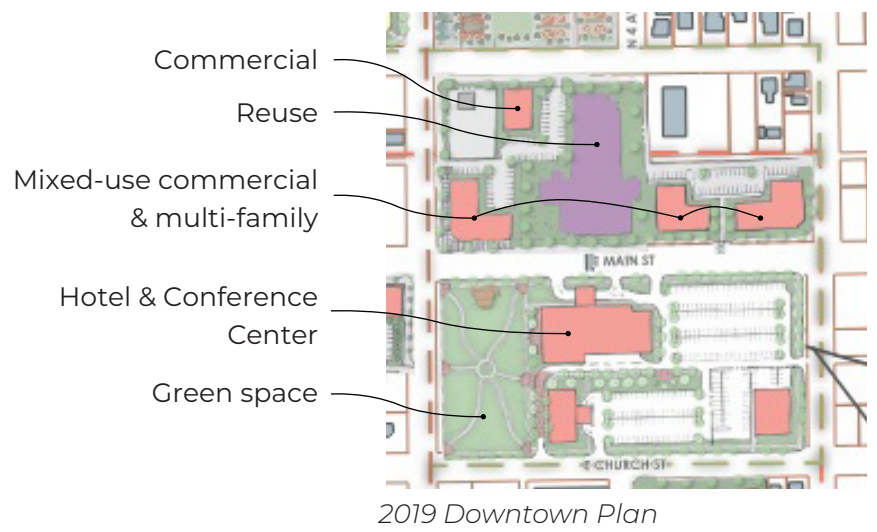 Commercial
Reuse
Mixed-use commercial
& multi-family
Hotel & Conference
Center
Green space
N 4 A
E MAIN ST
E CHURCH ST
2019 Downtown Plan